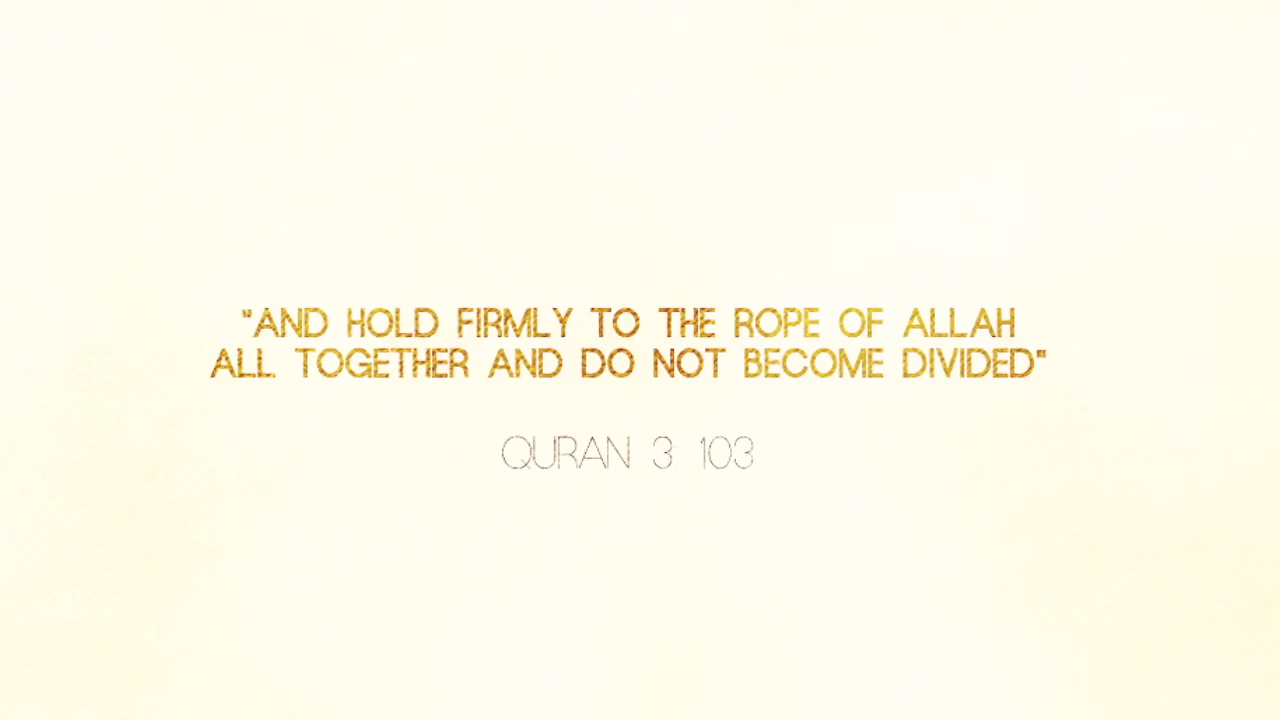 "AND HOLD FIRMLY TO THE ROPE OF ALLAH
ALL TOGETHER AND DO NOT BECOME DIVIDED"
QURAN 3: 103